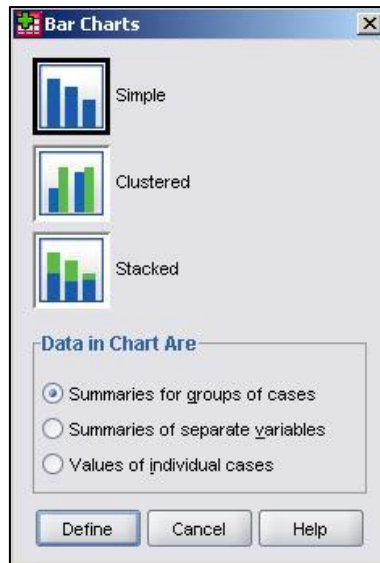 Bar Charts
Simple
Clustered
Stacked
Data in Chart Are
Summaries for groups of cases
Summaries of separate variables
Values of individual cases
Define Cancel Help